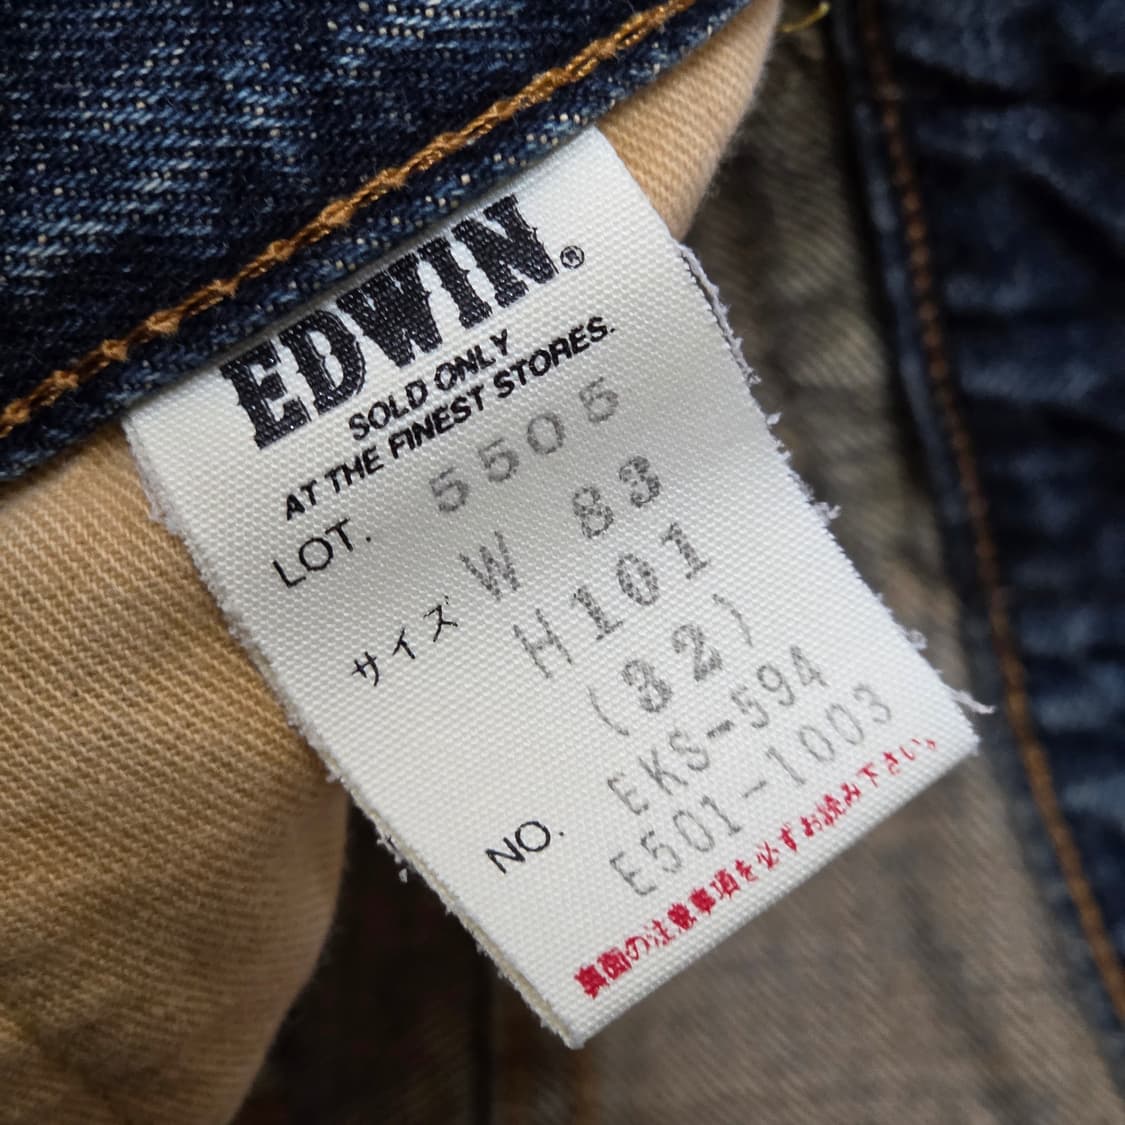 EDWIN®
SOLD ONLY
AT THE FINEST STORES.
LOT. 5505
サイズ W 83
H101
(32)
EKS-594
NO. E501-1003
裏面の注意事項を必ずお読み下さい。